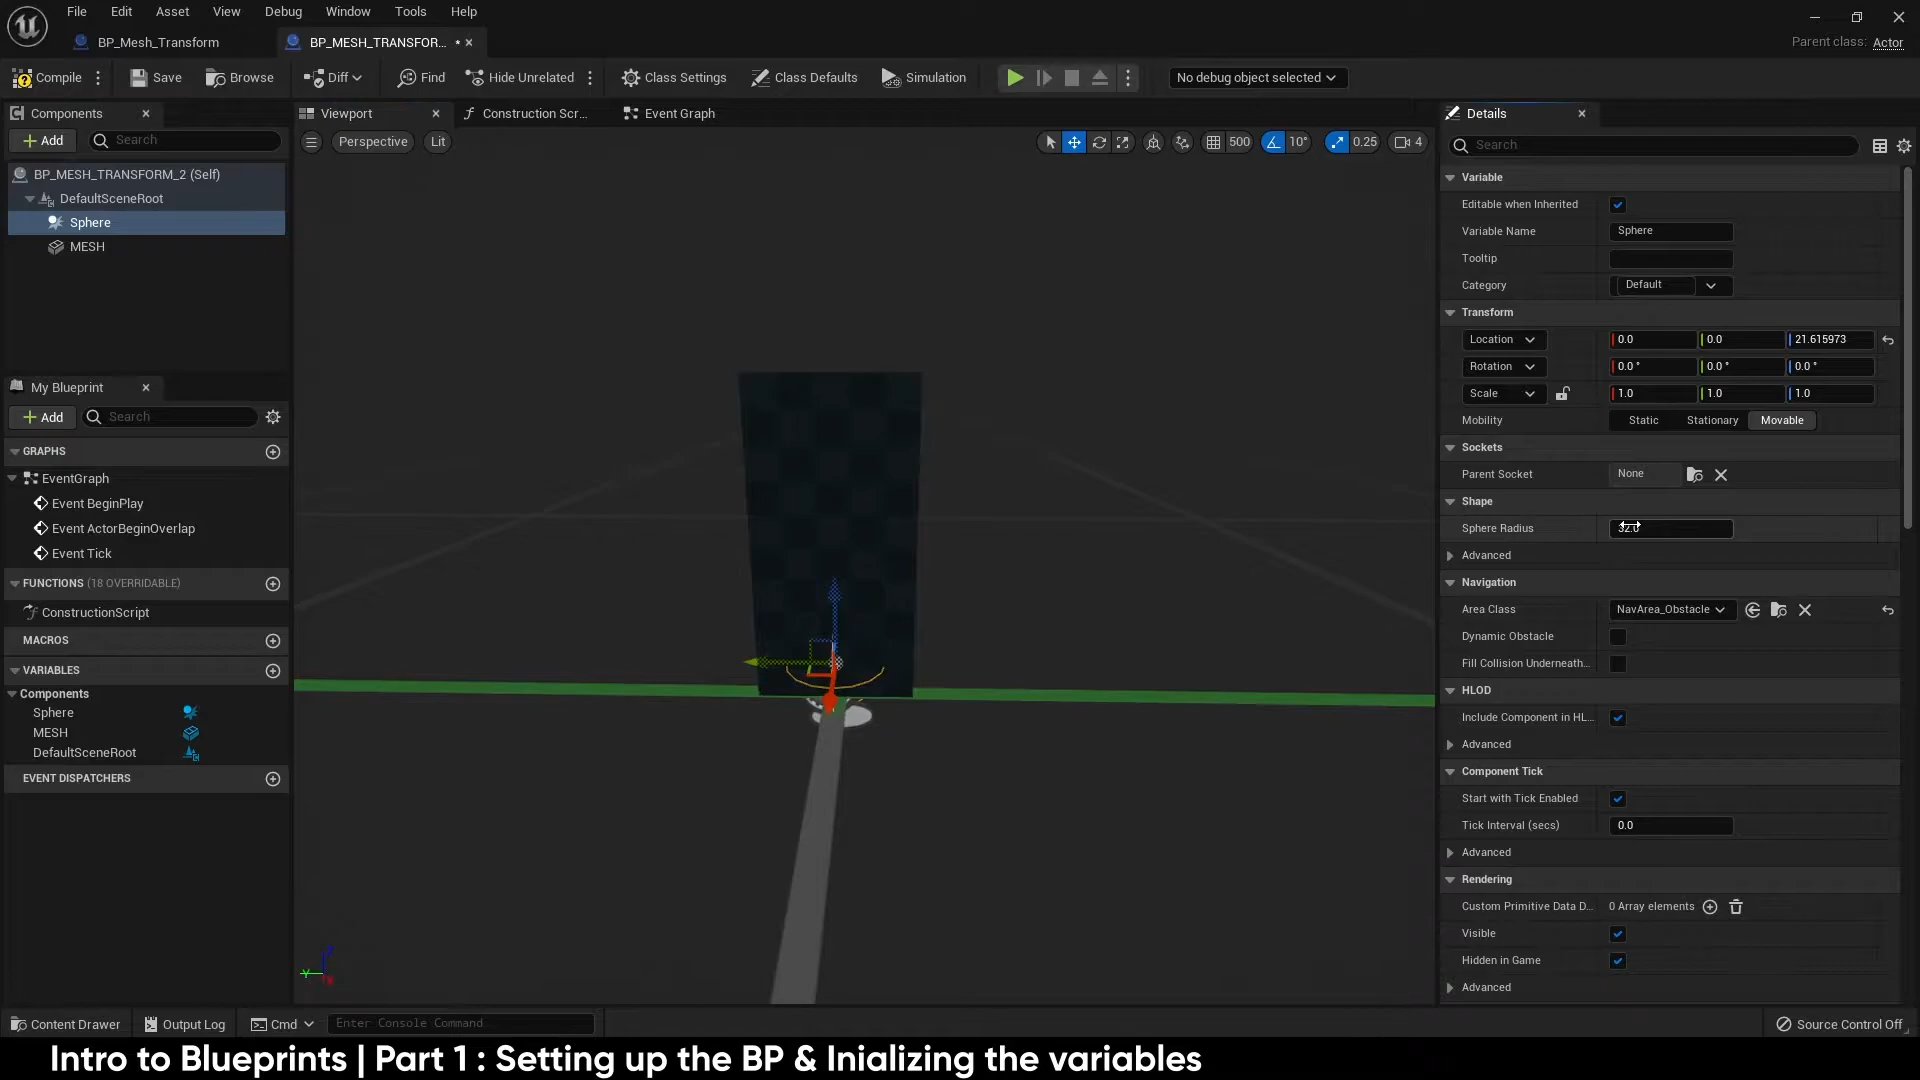 File Edit Asset View Debug Window Tools Help
BP_Mesh_Transform
BP_MESH_TRANSFOR... *
Parent class: Actor
Compile Save Browse Diff Find Hide Unrelated Class Settings Class Defaults Simulation No debug object selected
Components
Add Search
BP_MESH_TRANSFORM_2 (Self)
DefaultSceneRoot
Sphere
MESH
My Blueprint
Add Search
GRAPHS
EventGraph
Event BeginPlay
Event ActorBeginOverlap
Event Tick
FUNCTIONS (18 OVERRIDABLE)
ConstructionScript
MACROS
VARIABLES
Components
Sphere
MESH
DefaultSceneRoot
EVENT DISPATCHERS
Viewport Construction Scr... Event Graph
Perspective Lit 500 10° 0.25 4
Details
Search
Variable
Editable when Inherited
Variable Name Sphere
Tooltip
Category Default
Transform
Location 0.0 0.0 21.615973
Rotation 0.0 ° 0.0 ° 0.0 °
Scale 1.0 1.0 1.0
Mobility Static Stationary Movable
Sockets
Parent Socket None
Shape
Sphere Radius 32.0
Advanced
Navigation
Area Class NavArea_Obstacle
Dynamic Obstacle
Fill Collision Underneath...
HLOD
Include Component in HL...
Advanced
Component Tick
Start with Tick Enabled
Tick Interval (secs) 0.0
Advanced
Rendering
Custom Primitive Data D... 0 Array elements
Visible
Hidden in Game
Advanced
Content Drawer Output Log Cmd Enter Console Command Source Control Off
Intro to Blueprints | Part 1 : Setting up the BP & Inializing the variables